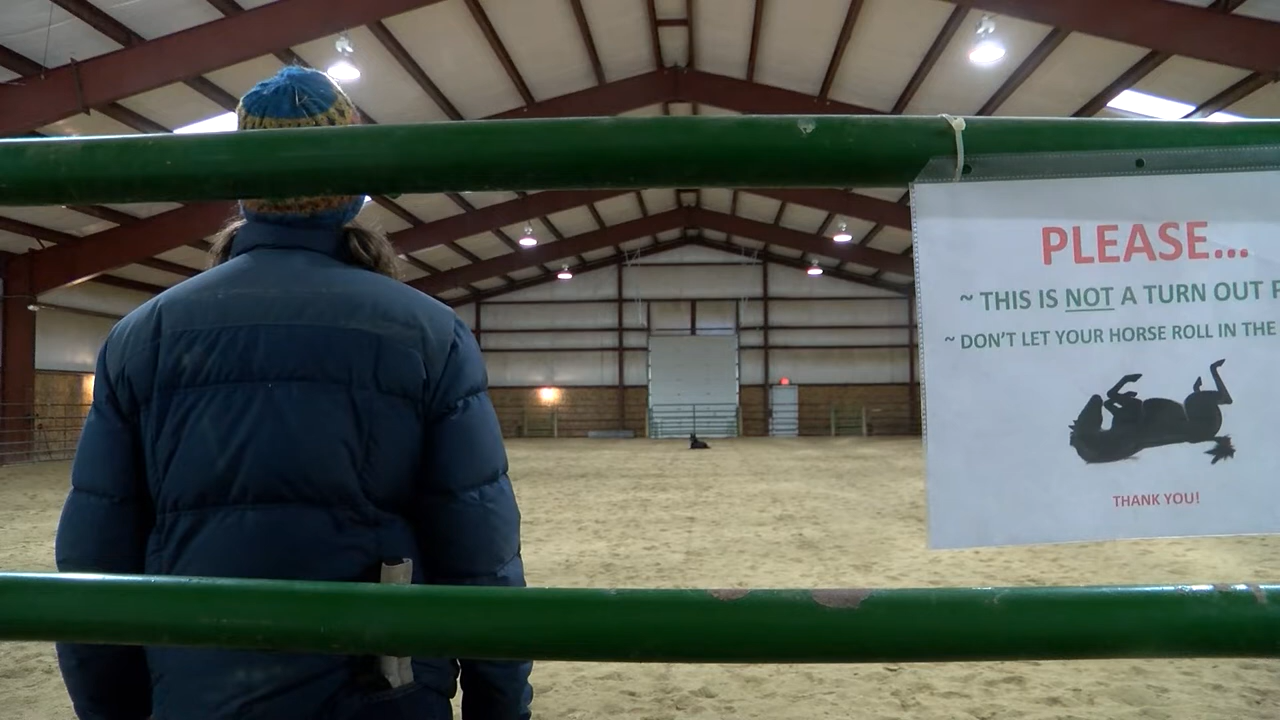 PLEASE...
~ THIS IS NOT A TURN OUT
~ DON'T LET YOUR HORSE ROLL IN THE
THANK YOU!